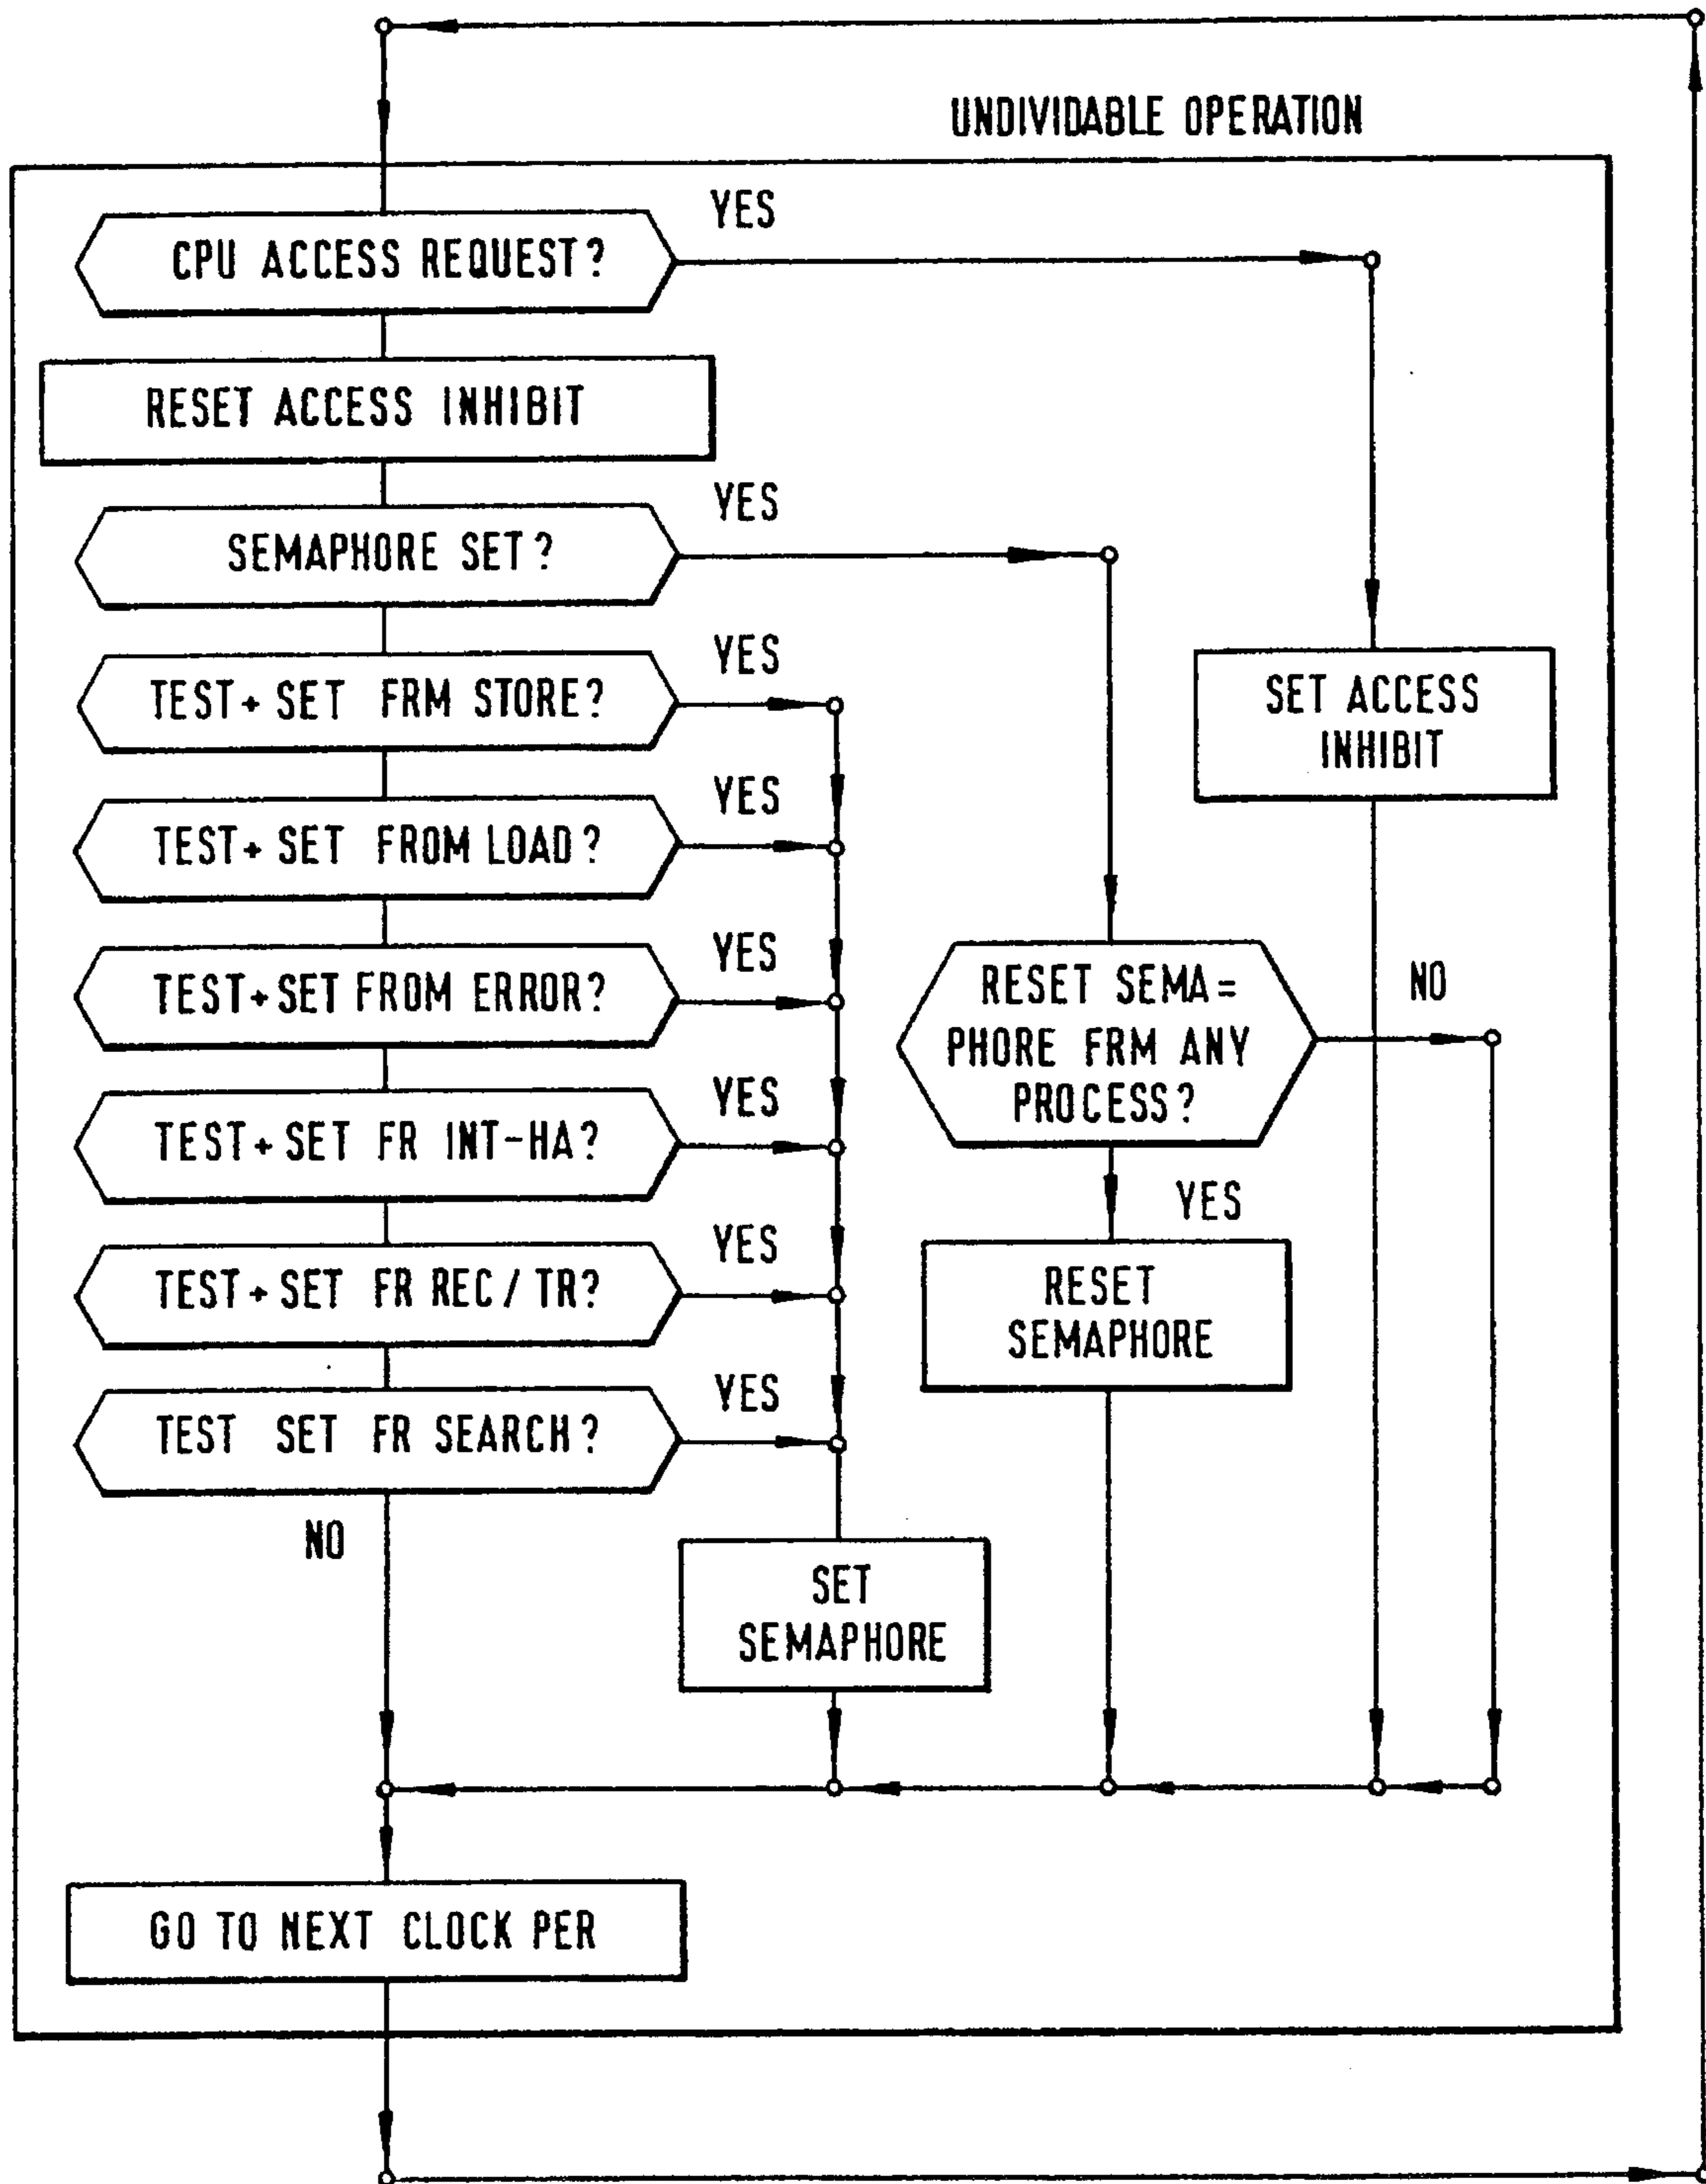 UNDIVIDABLE OPERATION
CPU ACCESS REQUEST?
YES
RESET ACCESS INHIBIT
SEMAPHORE SET?
YES
TEST+ SET FRM STORE?
YES
SET ACCESS
INHIBIT
TEST+ SET FROM LOAD?
YES
TEST+SET FROM ERROR?
YES
RESET SEMA=
PHORE FRM ANY
PROCESS?
NO
TEST+ SET FR INT-HA?
YES
YES
TEST+ SET FR REC / TR?
YES
RESET
SEMAPHORE
TEST SET FR SEARCH?
YES
NO
SET
SEMAPHORE
GO TO NEXT CLOCK PER